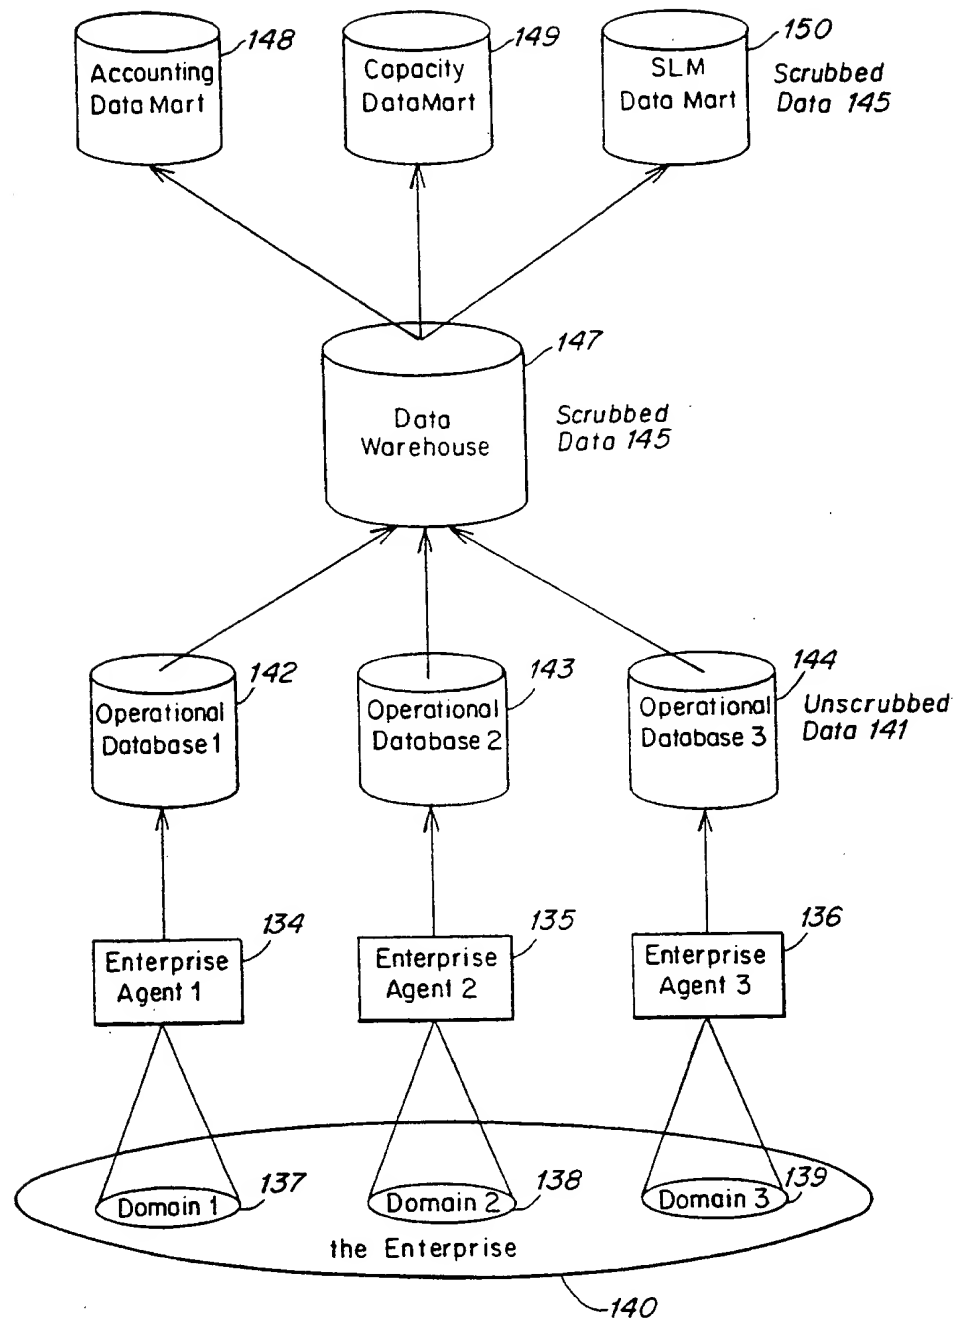 148
149
150
Accounting
Data Mart
Capacity
DataMart
SLM
Data Mart
Scrubbed
Data 145
147
Data
Warehouse
Scrubbed
Data 145
142
143
144
Operational
Database 1
Operational
Database 2
Operational
Database 3
Unscrubbed
Data 141
134
135
136
Enterprise
Agent 1
Enterprise
Agent 2
Enterprise
Agent 3
Domain 1
137
Domain 2
138
Domain 3
139
the Enterprise
140